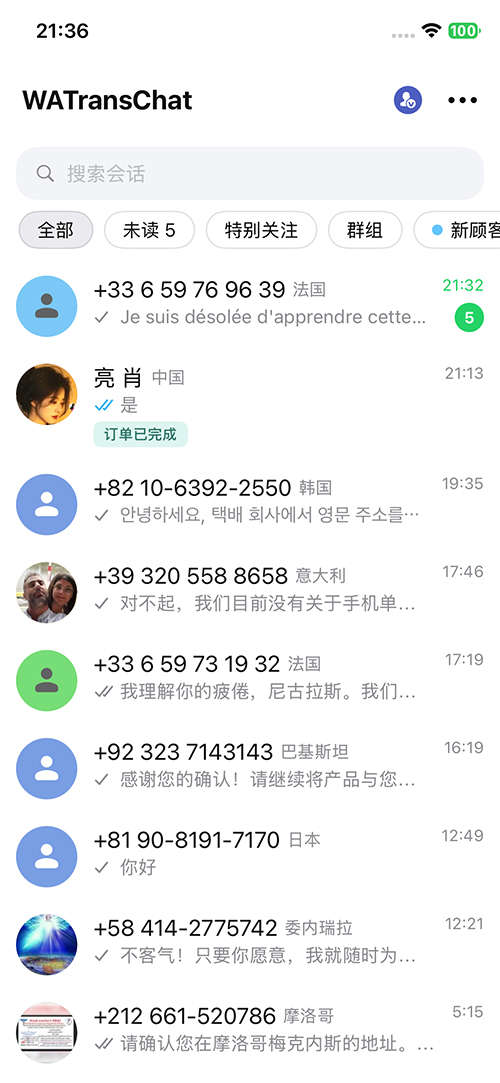 21:36
100
WATransChat
搜索会话
全部
未读 5
特别关注
群组
新顾客
+33 6 59 76 96 39 法国 21:32
Je suis désolée d'apprendre cette... 5
亮 肖 中国 21:13
是
订单已完成
+82 10-6392-2550 韩国 19:35
안녕하세요, 택배 회사에서 영문 주소를...
+39 320 558 8658 意大利 17:46
对不起，我们目前没有关于手机单...
+33 6 59 73 19 32 法国 17:19
我理解你的疲倦，尼古拉斯。我们...
+92 323 7143143 巴基斯坦 16:19
感谢您的确认！请继续将产品与您...
+81 90-8191-7170 日本 12:49
你好
+58 414-2775742 委内瑞拉 12:21
不客气！只要你愿意，我就随时为...
+212 661-520786 摩洛哥 5:15
请确认您在摩洛哥梅克内斯的地址。...